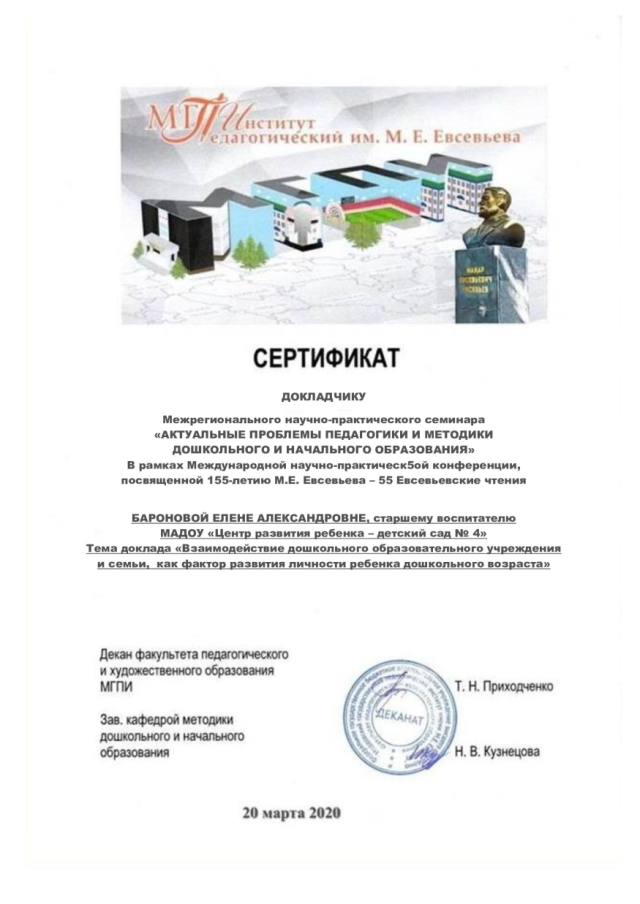 МГПИ Институт
Педагогический им. М. Е. Евсевьева
МАКАР
ЕВСЕВЬЕВИЧ
ЕВСЕВЬЕВ
СЕРТИФИКАТ
ДОКЛАДЧИКУ
Межрегионального научно-практического семинара
«АКТУАЛЬНЫЕ ПРОБЛЕМЫ ПЕДАГОГИКИ И МЕТОДИКИ
ДОШКОЛЬНОГО И НАЧАЛЬНОГО ОБРАЗОВАНИЯ»
В рамках Международной научно-практическ5ой конференции,
посвященной 155-летию М.Е. Евсевьева – 55 Евсевьевские чтения
БАРОНОВОЙ ЕЛЕНЕ АЛЕКСАНДРОВНЕ, старшему воспитателю
МАДОУ «Центр развития ребенка – детский сад № 4»
Тема доклада «Взаимодействие дошкольного образовательного учреждения
и семьи,  как фактор развития личности ребенка дошкольного возраста»
Декан факультета педагогического
и художественного образования
МГПИ
Т. Н. Приходченко
ДЕКАНАТ
Зав. кафедрой методики
дошкольного и начального
образования
Н. В. Кузнецова
20 марта 2020